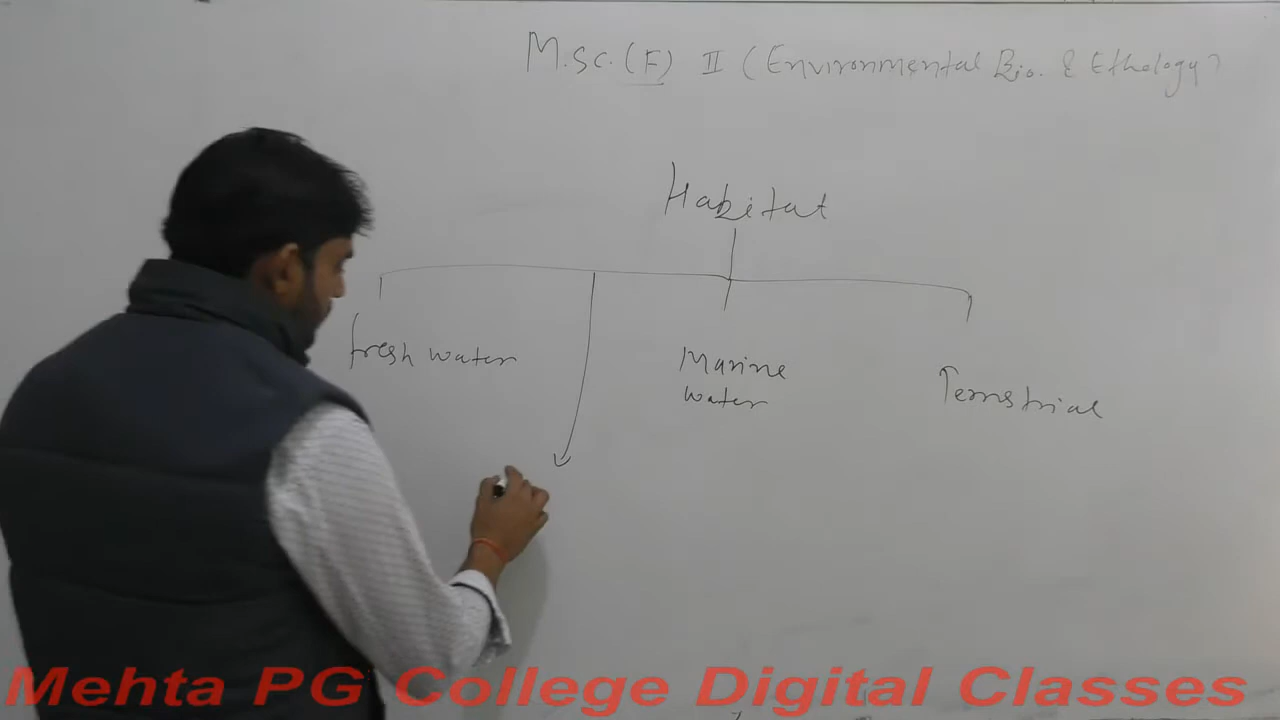 M.Sc. (F) II (Environmental Bio. & Ethology)
Habitat
fresh water
Marine
water
Terrestrial
Mehta PG College Digital Classes